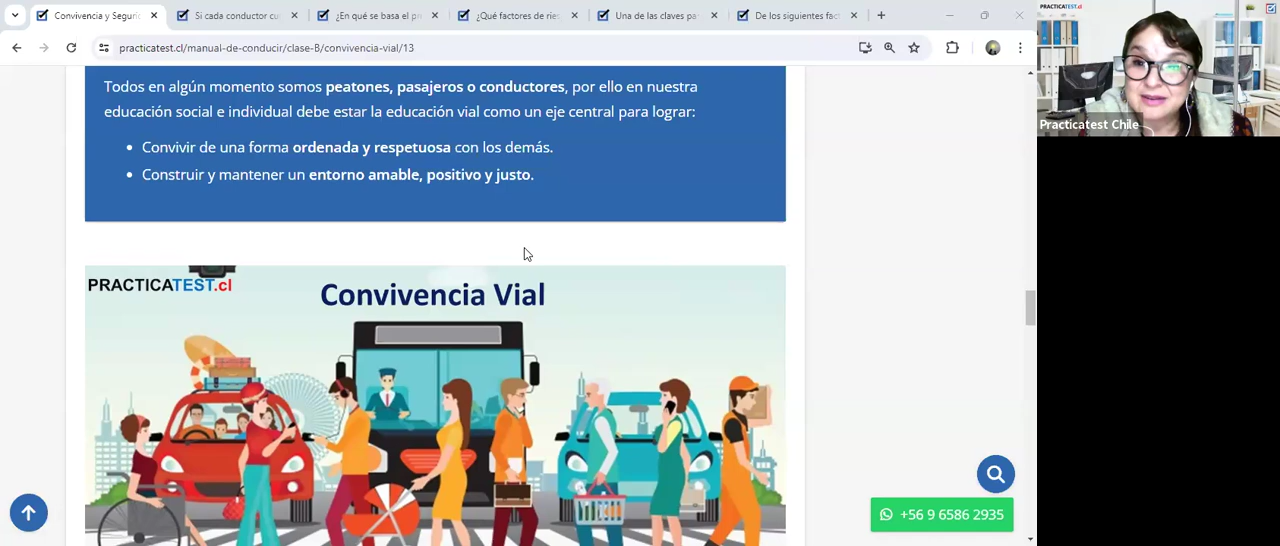 Convivencia y Seguri
Si cada conductor cu
¿En qué se basa el pr
¿Qué factores de rie
Una de las claves pa
De los siguientes fact
practicatest.cl/manual-de-conducir/clase-B/convivencia-vial/13
PRACTICATEST.cl
Practicatest Chile
Todos en algún momento somos peatones, pasajeros o conductores, por ello en nuestra
educación social e individual debe estar la educación vial como un eje central para lograr:
• Convivir de una forma ordenada y respetuosa con los demás.
• Construir y mantener un entorno amable, positivo y justo.
PRACTICATEST.cl
Convivencia Vial
+56 9 6586 2935